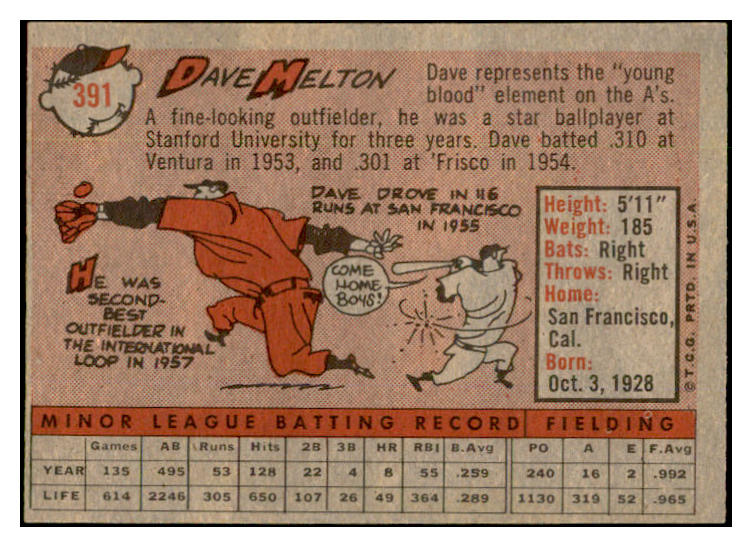 391
DAVE MELTON
Dave represents the "young
blood" element on the A's.
A fine-looking outfielder, he was a star ballplayer at
Stanford University for three years. Dave batted .310 at
Ventura in 1953, and .301 at 'Frisco in 1954.
DAVE DROVE IN 116
RUNS AT SAN FRANCISCO
IN 1955
COME
HOME
BOYS!
HE WAS
SECOND-
BEST
OUTFIELDER IN
THE INTERNATIONAL
LOOP IN 1957
Height: 5'11"
Weight: 185
Bats: Right
Throws: Right
Home:
San Francisco,
Cal.
Born:
Oct. 3, 1928
© T.C.G. PRTD. IN U.S.A.
MINOR LEAGUE BATTING RECORD FIELDING
Games AB Runs Hits 2B 3B HR RBI B.Avg PO A E F.Avg
YEAR 135 495 53 128 22 4 8 55 .259 240 16 2 .992
LIFE 614 2246 305 650 107 26 49 364 .289 1130 319 52 .965